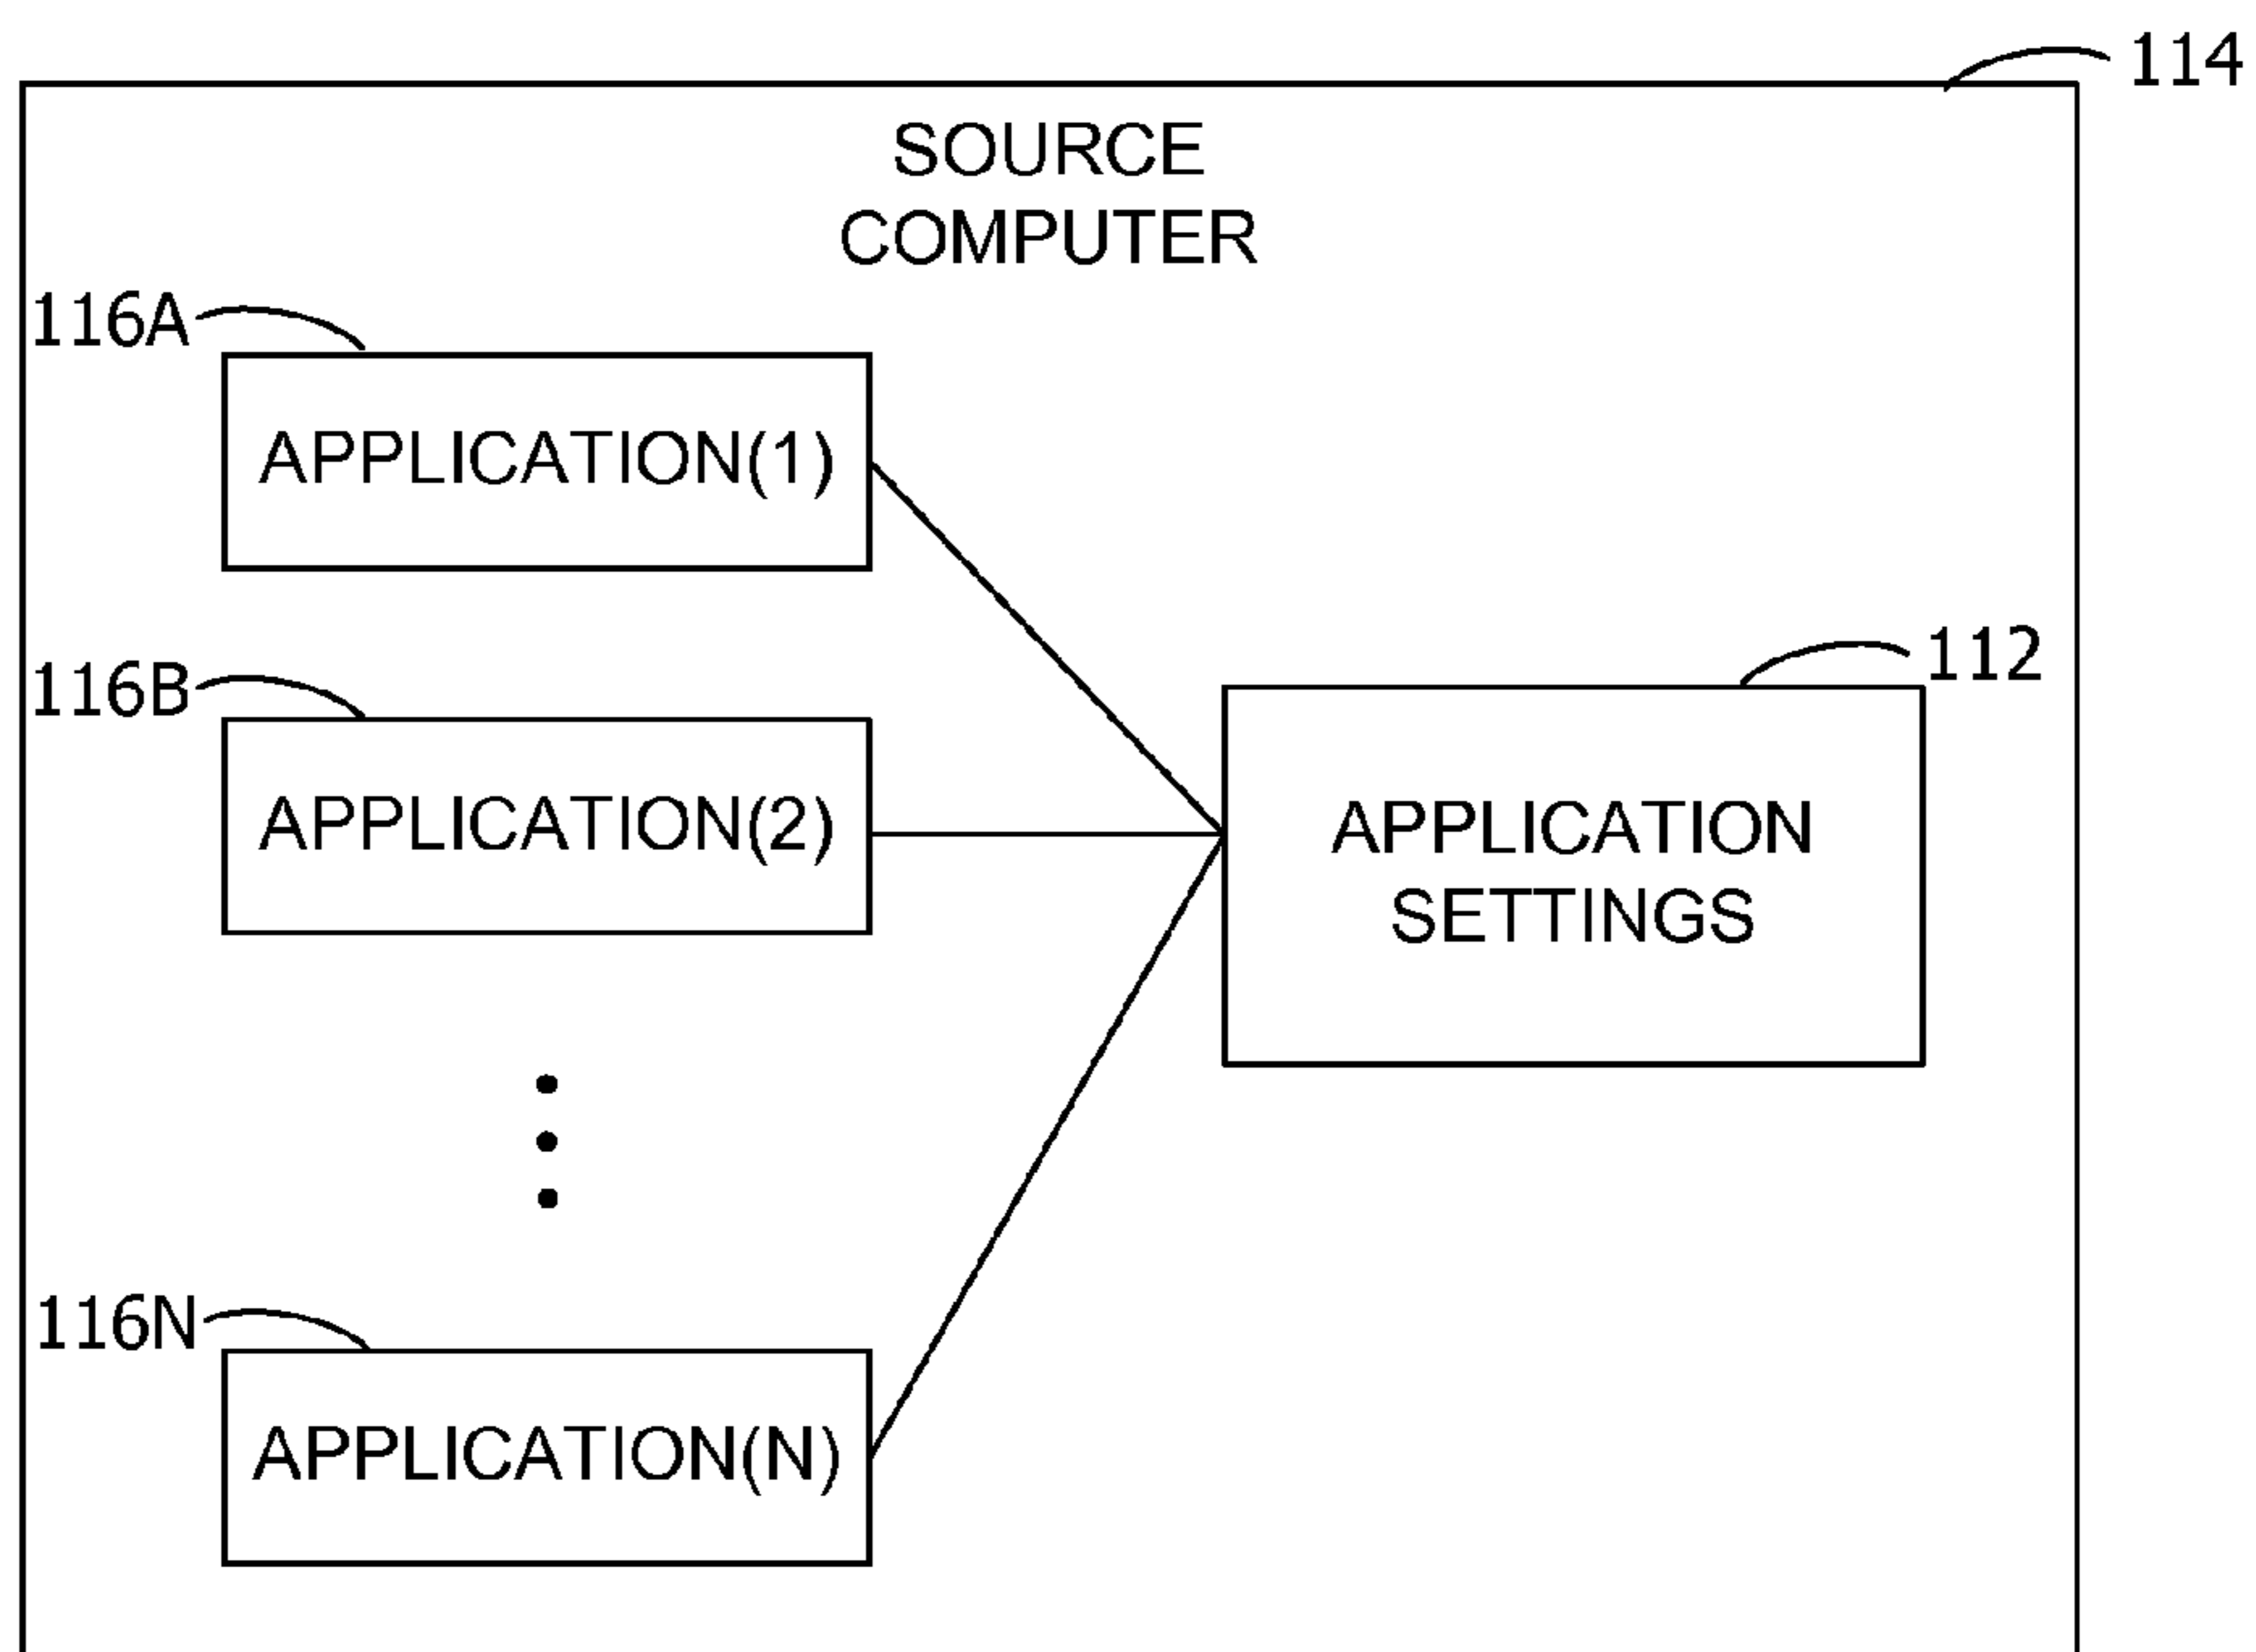 114
SOURCE
COMPUTER
116A
APPLICATION(1)
112
116B
APPLICATION(2)
APPLICATION
SETTINGS
116N
APPLICATION(N)